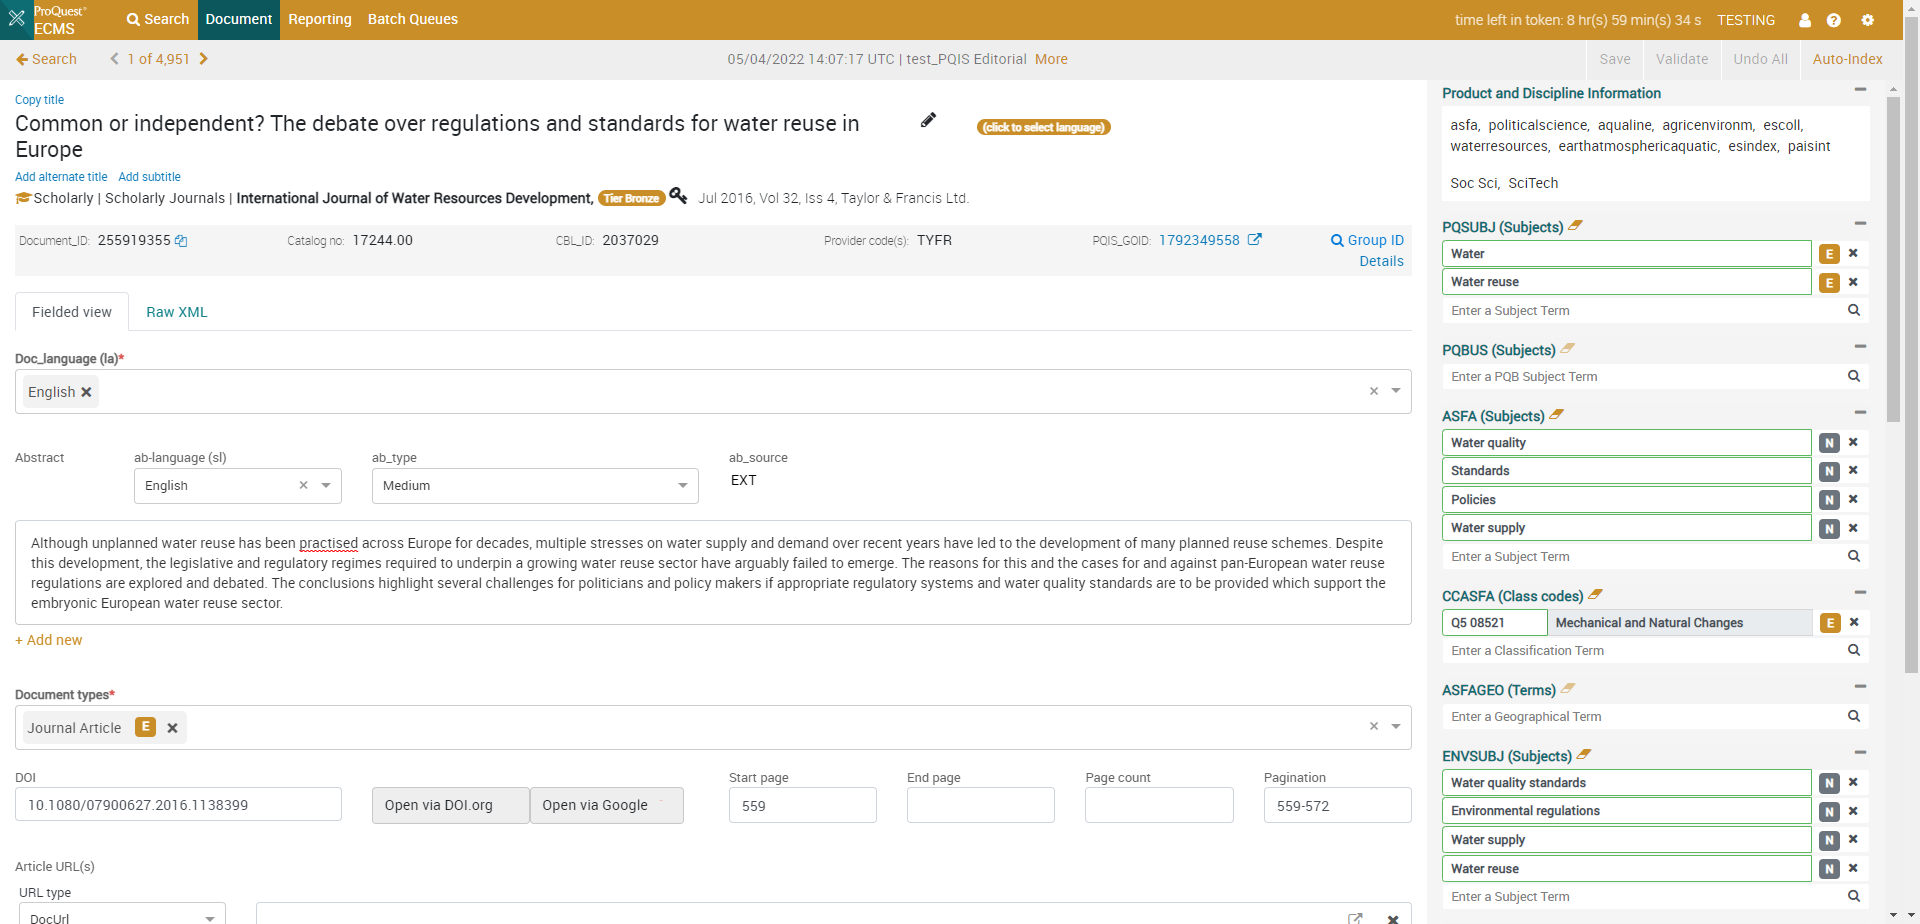 ProQuest ECMS
Search Document Reporting Batch Queues
time left in token: 8 hr(s) 59 min(s) 34 s TESTING
Search 1 of 4,951
05/04/2022 14:07:17 UTC | test_PQIS Editorial More
Save Validate Undo All Auto-Index
Copy title
Common or independent? The debate over regulations and standards for water reuse in
Europe
(click to select language)
Add alternate title Add subtitle
Scholarly | Scholarly Journals | International Journal of Water Resources Development, Tier Bronze Jul 2016, Vol 32, Iss 4, Taylor & Francis Ltd.
Document_ID: 255919355 Catalog no: 17244.00 CBL_ID: 2037029 Provider code(s): TYFR PQIS_GOID: 1792349558 Group ID
Details
Fielded view Raw XML
Doc_language (la)*
English
Abstract ab-language (sl) ab_type ab_source
English Medium EXT
Although unplanned water reuse has been practised across Europe for decades, multiple stresses on water supply and demand over recent years have led to the development of many planned reuse schemes. Despite
this development, the legislative and regulatory regimes required to underpin a growing water reuse sector have arguably failed to emerge. The reasons for this and the cases for and against pan-European water reuse
regulations are explored and debated. The conclusions highlight several challenges for politicians and policy makers if appropriate regulatory systems and water quality standards are to be provided which support the
embryonic European water reuse sector.
+ Add new
Document types*
Journal Article E
DOI Start page End page Page count Pagination
10.1080/07900627.2016.1138399 Open via DOI.org Open via Google 559 559-572
Article URL(s)
URL type
DocUrl
Product and Discipline Information
asfa, politicalscience, aqualine, agricenvironm, escoll,
waterresources, earthatmosphericaquatic, esindex, paisint
Soc Sci, SciTech
PQSUBJ (Subjects)
Water E
Water reuse E
Enter a Subject Term
PQBUS (Subjects)
Enter a PQB Subject Term
ASFA (Subjects)
Water quality N
Standards N
Policies N
Water supply N
Enter a Subject Term
CCASFA (Class codes)
Q5 08521 Mechanical and Natural Changes E
Enter a Classification Term
ASFAGEO (Terms)
Enter a Geographical Term
ENVSUBJ (Subjects)
Water quality standards N
Environmental regulations N
Water supply N
Water reuse N
Enter a Subject Term